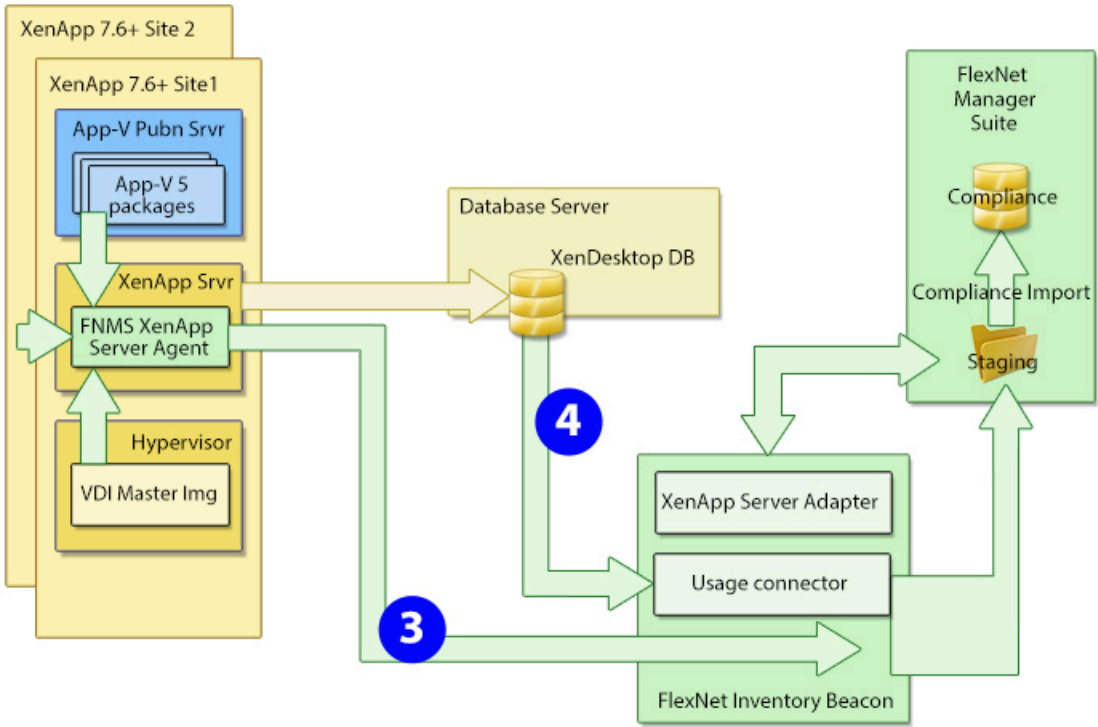 XenApp 7.6+ Site 2
XenApp 7.6+ Site1
App-V Pubn Srvr
App-V 5
packages
XenApp Srvr
FNMS XenApp
Server Agent
Hypervisor
VDI Master Img
Database Server
XenDesktop DB
4
3
FlexNet
Manager
Suite
Compliance
Compliance Import
Staging
XenApp Server Adapter
Usage connector
FlexNet Inventory Beacon